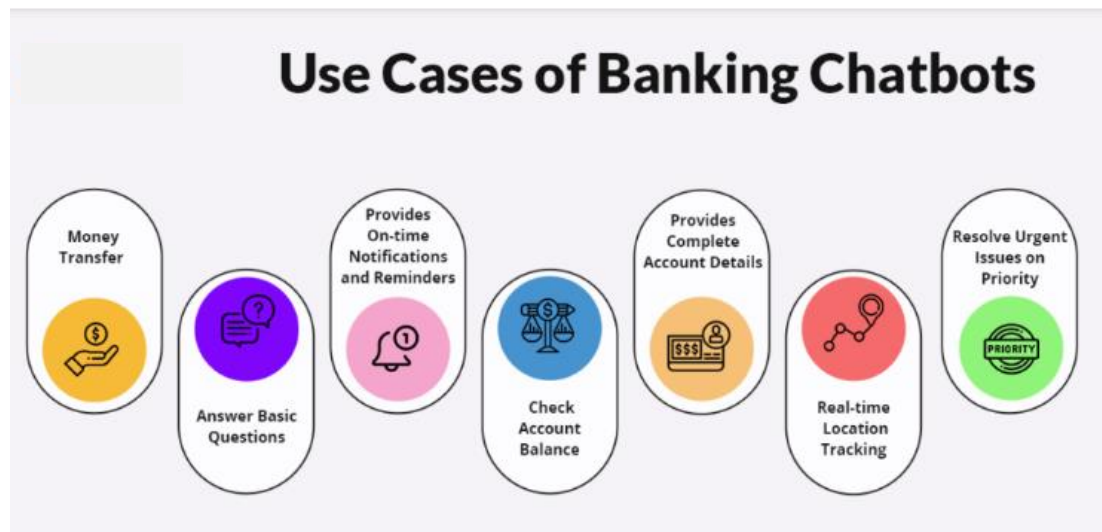 Use Cases of Banking Chatbots
Money
Transfer
$
?
Answer Basic
Questions
Provides
On-time
Notifications
and Reminders
1
$
Check
Account
Balance
Provides
Complete
Account Details
$$$
Real-time
Location
Tracking
Resolve Urgent
Issues on
Priority
PRIORITY